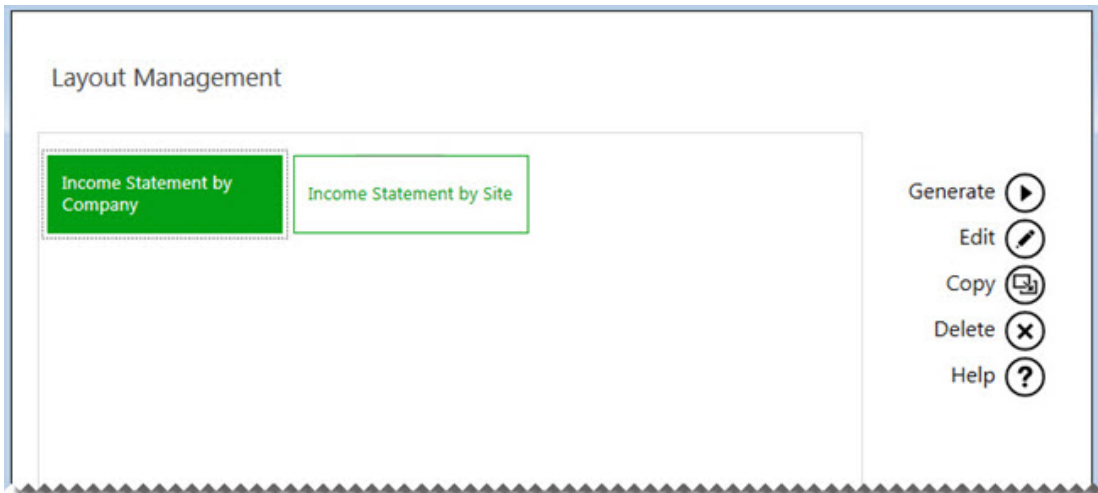 Layout Management
Income Statement by
Company
Income Statement by Site
Generate
Edit
Copy
Delete
Help